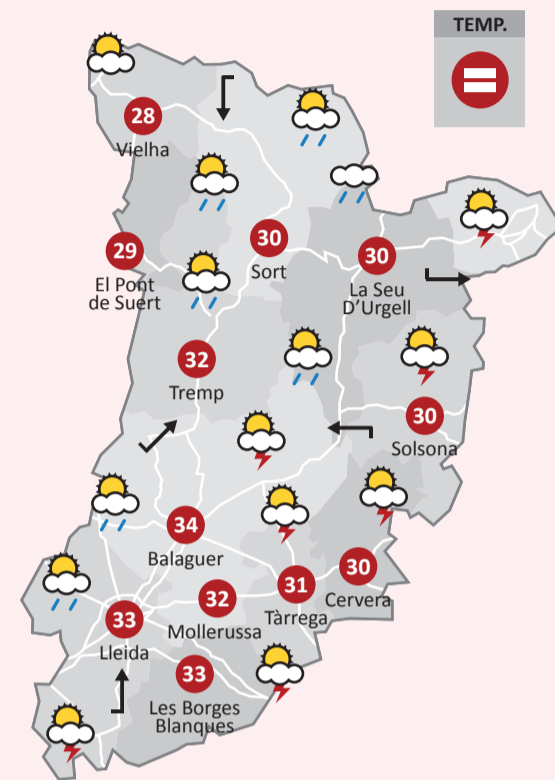 TEMP.
28
Vielha
29
El Pont
de Suert
30
Sort
30
La Seu
D'Urgell
32
Tremp
30
Solsona
34
Balaguer
32
Mollerussa
31
Tàrrega
30
Cervera
33
Lleida
33
Les Borges
Blanques